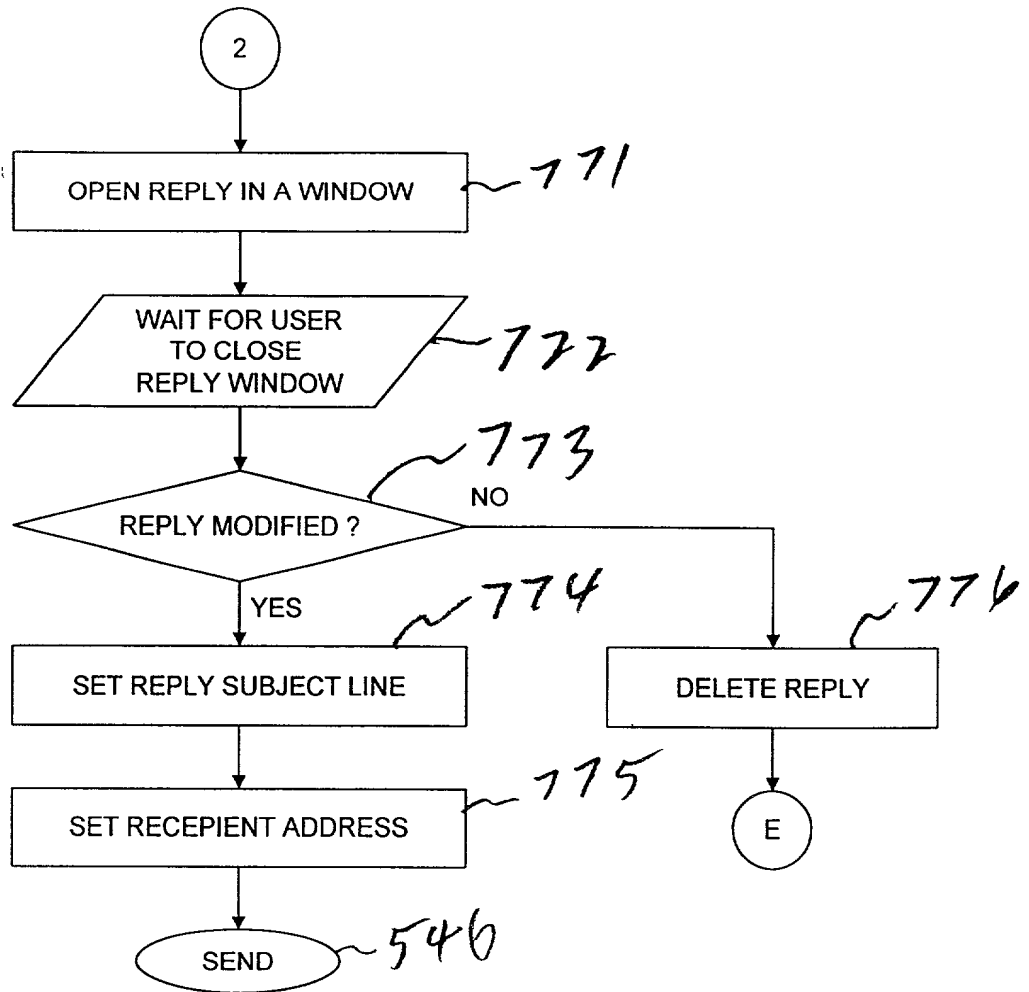 2
OPEN REPLY IN A WINDOW
771
WAIT FOR USER
TO CLOSE
REPLY WINDOW
772
773
NO
REPLY MODIFIED ?
YES
774
776
SET REPLY SUBJECT LINE
DELETE REPLY
775
SET RECEPIENT ADDRESS
E
546
SEND